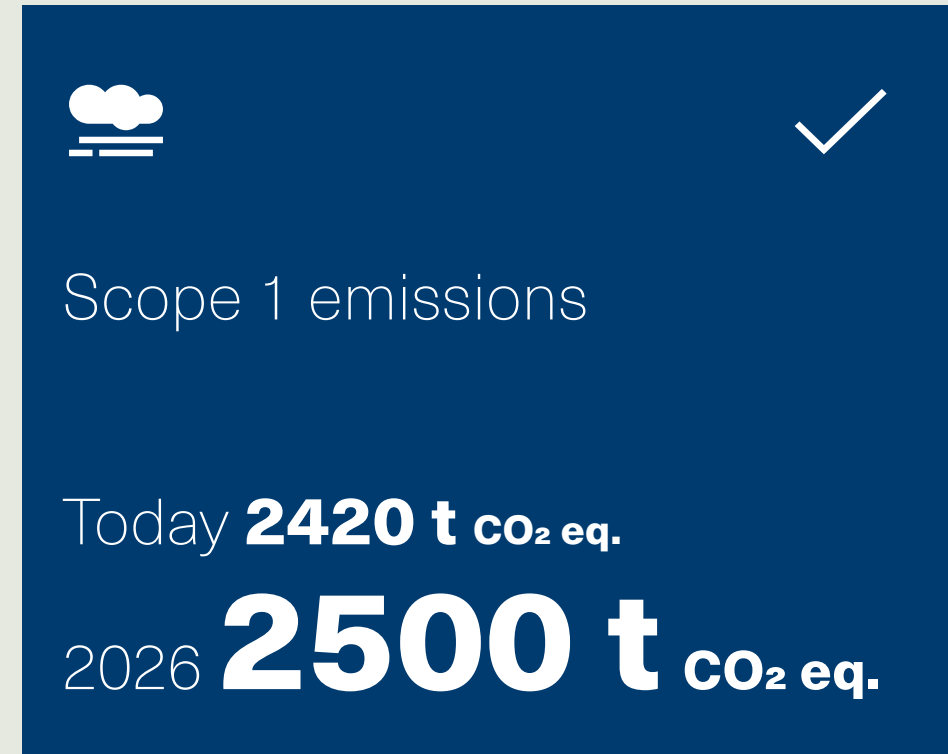 Scope 1 emissions
Today 2420 t CO₂ eq.
2026 2500 t CO₂ eq.